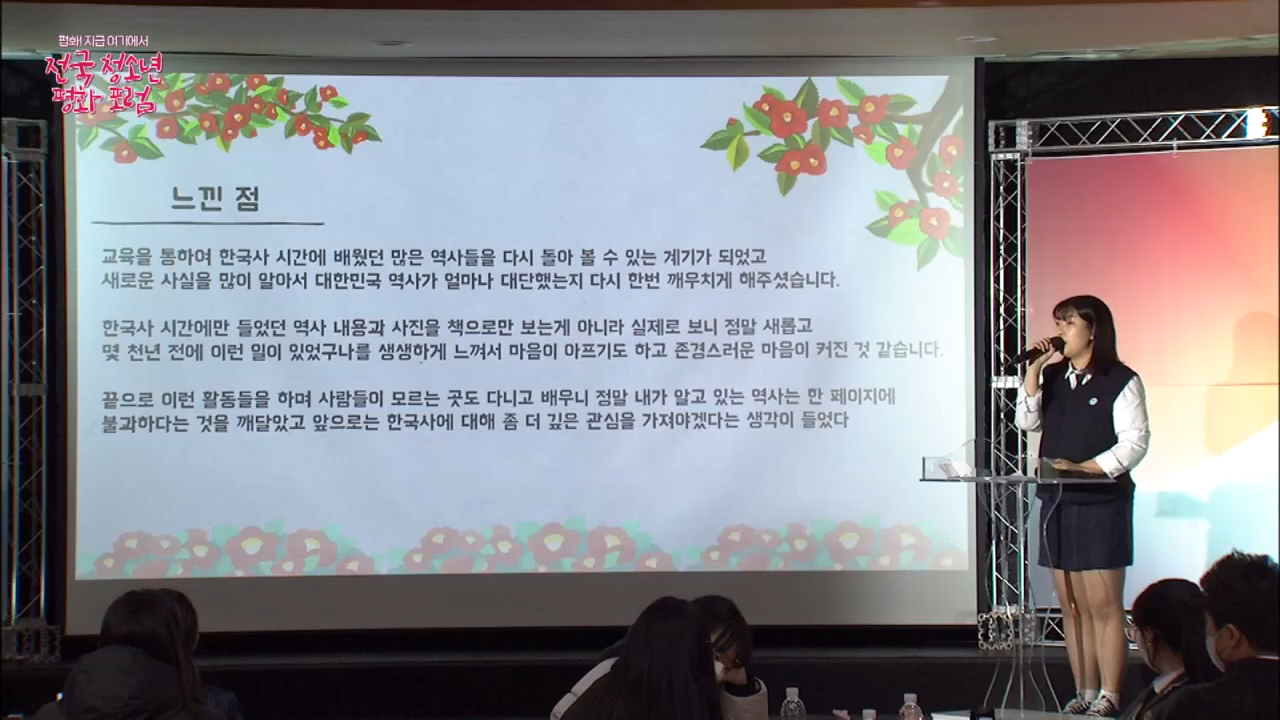 평화! 지금 여기에서
전국 청소년
평화 포럼
느낀 점
교육을 통하여 한국사 시간에 배웠던 많은 역사들을 다시 돌아 볼 수 있는 계기가 되었고
새로운 사실을 많이 알아서 대한민국 역사가 얼마나 대단했는지 다시 한번 깨우치게 해주셨습니다.
한국사 시간에만 들었던 역사 내용과 사진을 책으로만 보는게 아니라 실제로 보니 정말 새롭고
몇 천년 전에 이런 일이 있었구나를 생생하게 느껴서 마음이 아프기도 하고 존경스러운 마음이 커진 것 같습니다.
끝으로 이런 활동들을 하며 사람들이 모르는 곳도 다니고 배우니 정말 내가 알고 있는 역사는 한 페이지에
불과하다는 것을 깨달았고 앞으로는 한국사에 대해 좀 더 깊은 관심을 가져야겠다는 생각이 들었다